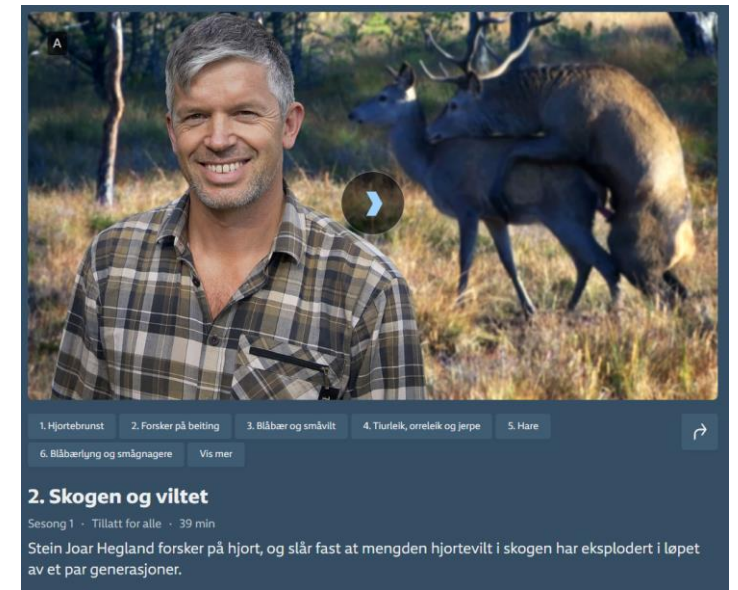 A
1. Hjortebrunst 2. Forsker på beiting 3. Blåbær og småvilt 4. Tiurleik, orreleik og jerpe 5. Hare
6. Blåbærlyng og smågnagere Vis mer
2. Skogen og viltet
Sesong 1 · Tillatt for alle · 39 min
Stein Joar Hegland forsker på hjort, og slår fast at mengden hjortevilt i skogen har eksplodert i løpet
av et par generasjoner.